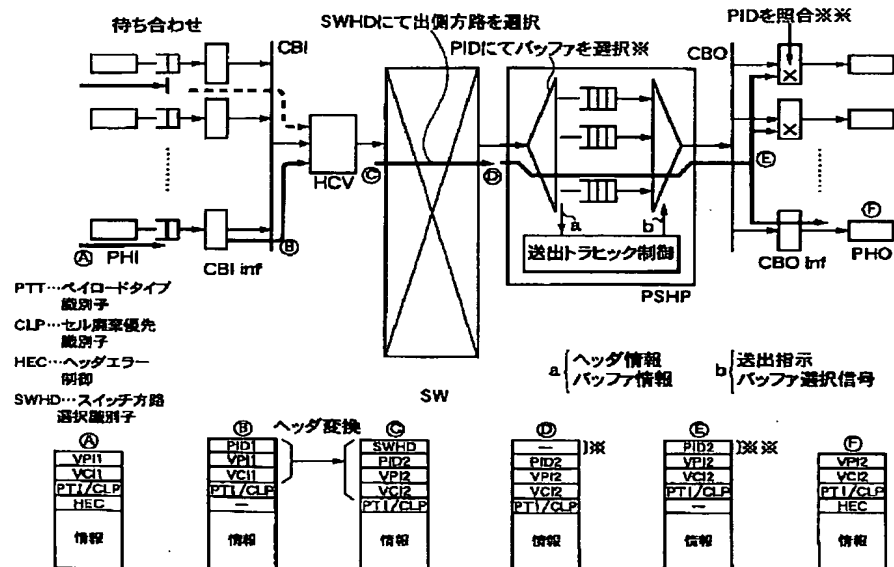 待ち合わせ
CBI
SWHDにて出側方路を選択
PIDにてバッファを選択※
CBO
PIDを照合※※
HCV
Ⓒ
Ⓓ
Ⓔ
Ⓕ
a
b
送出トラヒック制御
Ⓐ
PHI
CBI inf
Ⓑ
PSHP
CBO inf
PHO
PTT…ペイロードタイプ
識別子
CLP…セル廃棄優先
識別子
HEC…ヘッダエラー
制御
SWHD…スイッチ方路
選択識別子
SW
a{ヘッダ情報
バッファ情報
b{送出指示
バッファ選択信号
Ⓐ
VPI1
VCI1
PTI/CLP
HEC
情報
Ⓑ
PID1
VPI1
VCI1
PTI/CLP
—
情報
ヘッダ変換
Ⓒ
SWHD
PID2
VPI2
VCI2
PTI/CLP
情報
Ⓓ
—
}※
PID2
VPI2
VCI2
PTI/CLP
情報
Ⓔ
PID2
}※※
VPI2
VCI2
PTI/CLP
—
情報
Ⓕ
VPI2
VCI2
PTI/CLP
HEC
情報